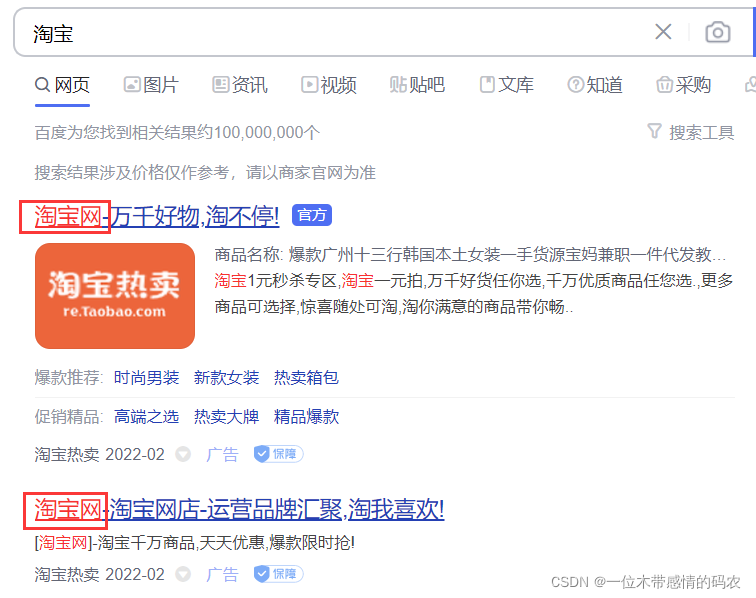 淘宝
网页 图片 资讯 视频 贴吧 文库 知道 采购
百度为您找到相关结果约100,000,000个 搜索工具
搜索结果涉及价格仅作参考，请以商家官网为准
淘宝网-万千好物,淘不停! 官方
淘宝热卖
re.Taobao.com
商品名称: 爆款广州十三行韩国本土女装一手货源宝妈兼职一件代发教...
淘宝1元秒杀专区,淘宝一元拍,万千好货任你选,千万优质商品任您选.,更多
商品可选择,惊喜随处可淘,淘你满意的商品带你畅..
爆款推荐: 时尚男装 新款女装 热卖箱包
促销精品: 高端之选 热卖大牌 精品爆款
淘宝热卖 2022-02 广告 保障
淘宝网-淘宝网店-运营品牌汇聚,淘我喜欢!
[淘宝网]-淘宝千万商品,天天优惠,爆款限时抢!
淘宝热卖 2022-02 广告 保障
CSDN @一位木带感情的码农